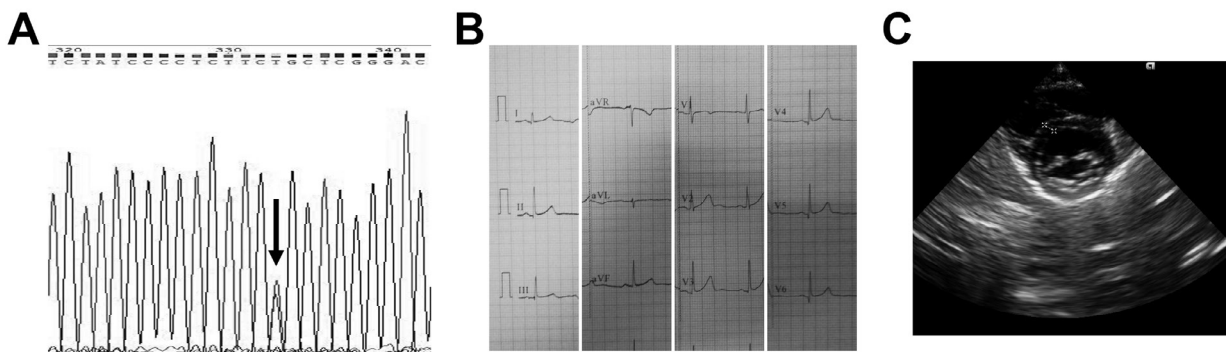 A
320 330 340
T C T A T C C C C T C T T C T G C T C G G G A C
B
I aVR V1 V4
II aVL V2 V5
III aVF V3 V6
C